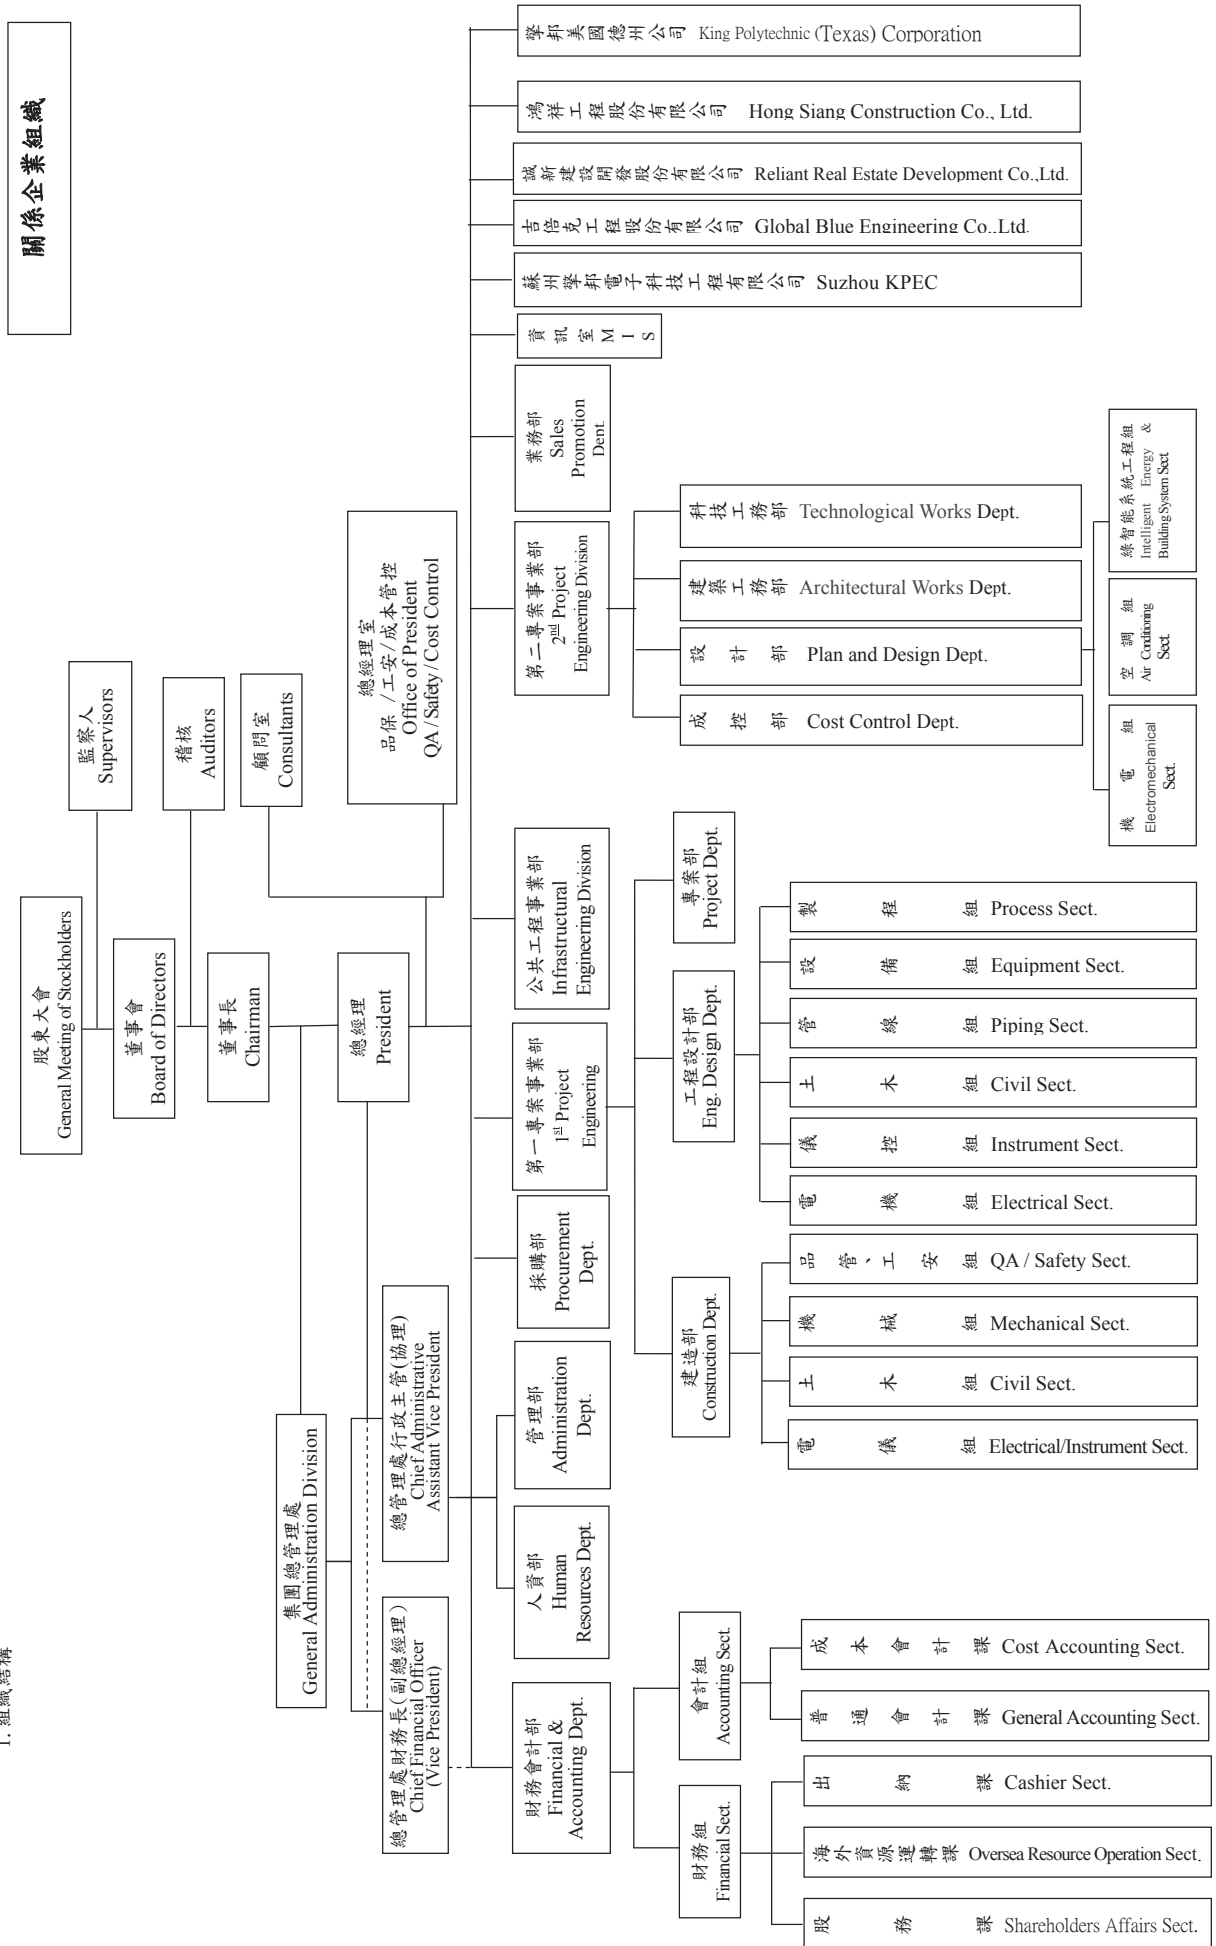 1. 組織結構
關係企業組織
股東大會
General Meeting of Stockholders
監察人
Supervisors
董事會
Board of Directors
稽核
Auditors
董事長
Chairman
顧問室
Consultants
集團總管理處
General Administration Division
總經理
President
總經理室
品保 /工安/成本管控
Office of President
QA/Safety/Cost Control
總管理處財務長(副總經理)
Chief Financial Officer
(Vice President)
總管理處行政主管(協理)
Chief Administrative
Assistant Vice President
財務會計部
Financial &
Accounting Dept.
人資部
Human
Resources Dept.
管理部
Administration
Dept.
採購部
Procurement
Dept.
第一專案事業部
1st Project
Engineering
公共工程事業部
Infrastructural
Engineering Division
第二專案事業部
2nd Project
Engineering Division
業務部
Sales
Promotion
Dept.
資訊室MIS
蘇州擎邦電子科技工程有限公司 Suzhou KPEC
吉倍克工程股份有限公司 Global Blue Engineering Co.,Ltd.
誠新建設開發股份有限公司 Reliant Real Estate Development Co.,Ltd.
鴻祥工程股份有限公司 Hong Siang Construction Co., Ltd.
擎邦美國德州公司 King Polytechnic (Texas) Corporation
財務組
Financial Sect.
會計組
Accounting Sect.
股務課 Shareholders Affairs Sect.
海外資源運轉課 Oversea Resource Operation Sect.
出納課 Cashier Sect.
普通會計課 General Accounting Sect.
成本會計課 Cost Accounting Sect.
建造部
Construction Dept.
工程設計部
Eng. Design Dept.
專案部
Project Dept.
電儀組 Electrical/Instrument Sect.
土木組 Civil Sect.
機械組 Mechanical Sect.
品管、工安組 QA / Safety Sect.
電機組 Electrical Sect.
儀控組 Instrument Sect.
土木組 Civil Sect.
管線組 Piping Sect.
設備組 Equipment Sect.
製程組 Process Sect.
成控部 Cost Control Dept.
設計部 Plan and Design Dept.
建築工務部 Architectural Works Dept.
科技工務部 Technological Works Dept.
機電組
Electromechanical
Sect.
空調組
Air Conditioning
Sect.
綠智能系統工程組
Intelligent Energy &
Building System Sect